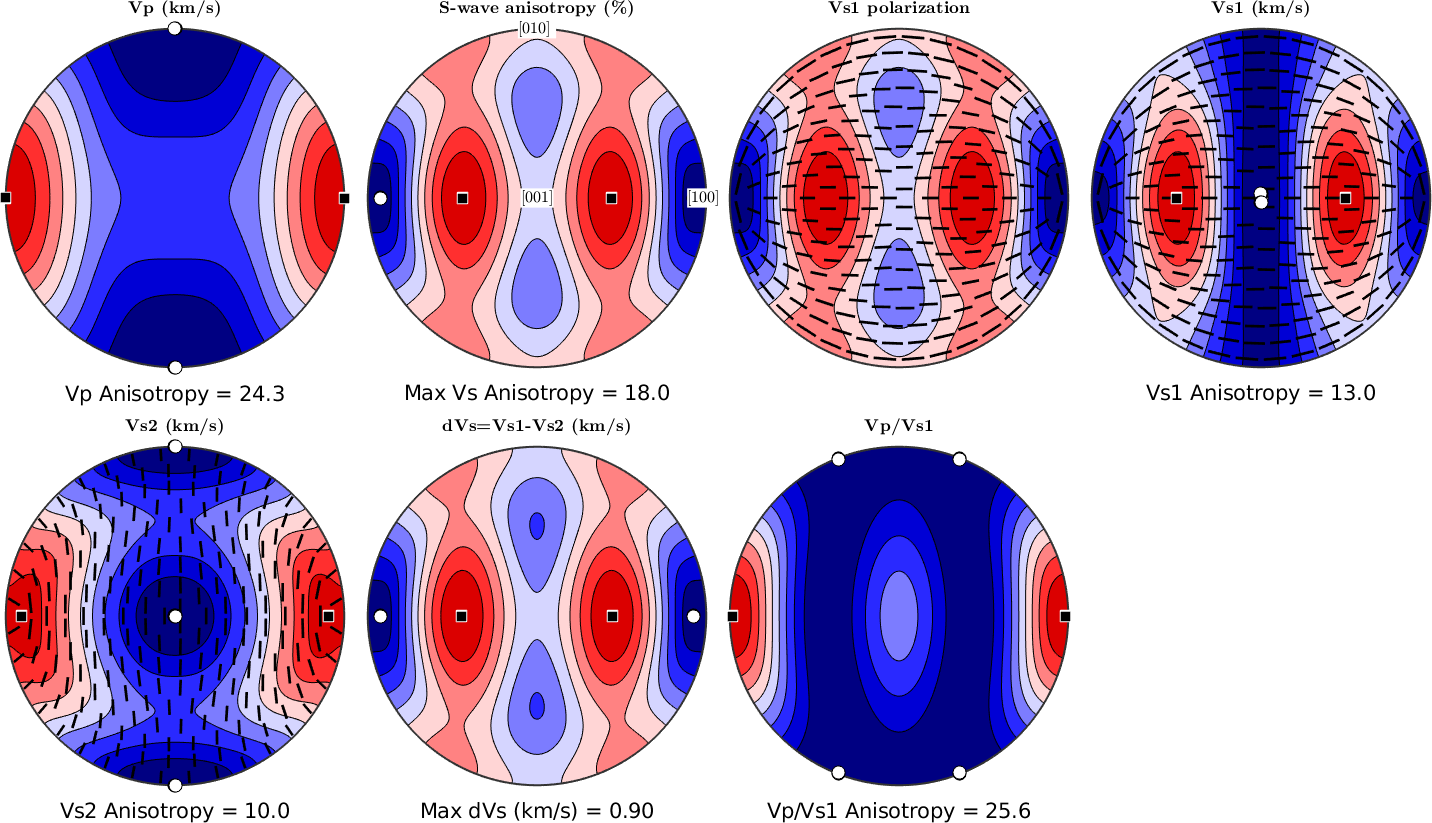 Vp (km/s)
S-wave anisotropy (%)
Vs1 polarization
Vs1 (km/s)
[010]
[001]
[100]
Vp Anisotropy = 24.3
Max Vs Anisotropy = 18.0
Vs1 Anisotropy = 13.0
Vs2 (km/s)
dVs=Vs1-Vs2 (km/s)
Vp/Vs1
Vs2 Anisotropy = 10.0
Max dVs (km/s) = 0.90
Vp/Vs1 Anisotropy = 25.6